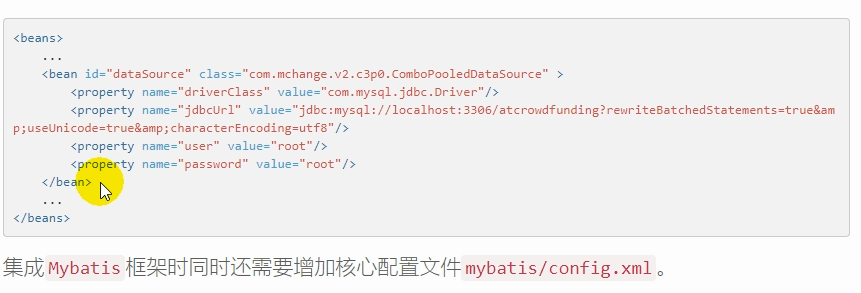 <beans>
...
<bean id="dataSource" class="com.mchange.v2.c3p0.ComboPooledDataSource" >
<property name="driverClass" value="com.mysql.jdbc.Driver"/>
<property name="jdbcUrl" value="jdbc:mysql://localhost:3306/atcrowdfunding?rewriteBatchedStatements=true&am
p;useUnicode=true&amp;characterEncoding=utf8"/>
<property name="user" value="root"/>
<property name="password" value="root"/>
</bean>
...
</beans>
集成Mybatis框架时同时还需要增加核心配置文件mybatis/config.xml。